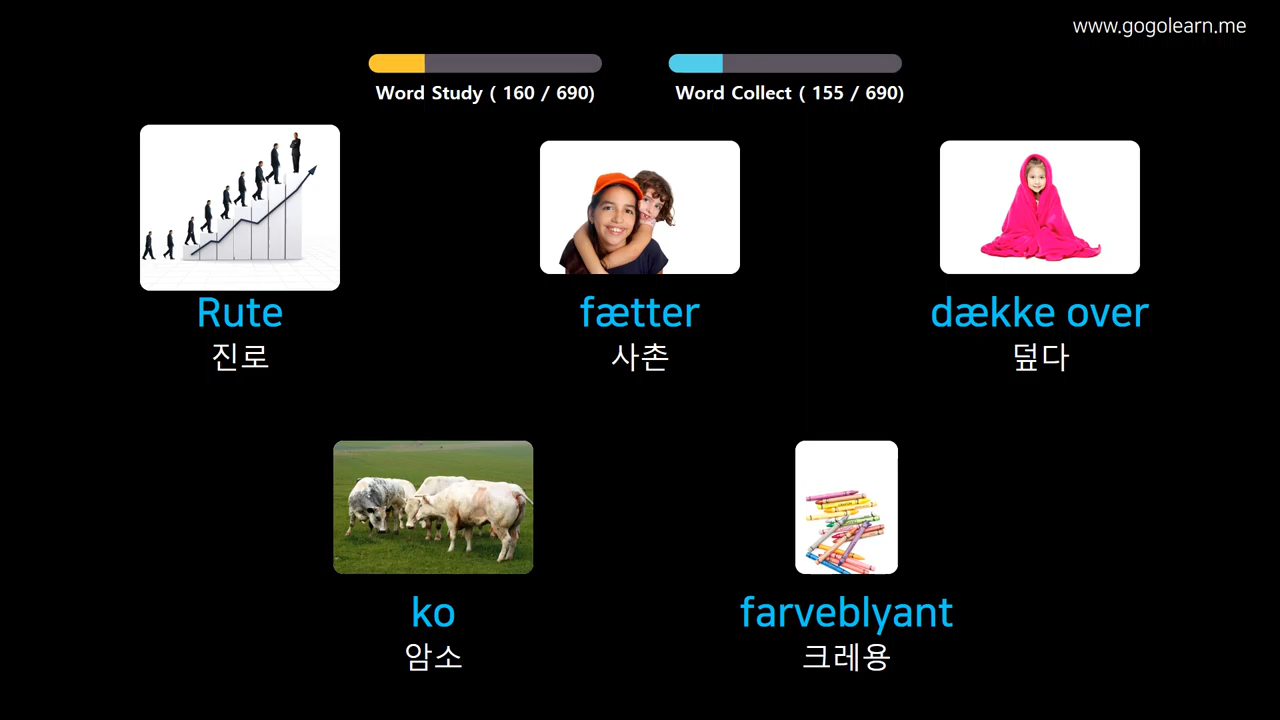 www.gogolearn.me
Word Study ( 160 / 690)
Word Collect ( 155 / 690)
Rute
진로
fætter
사촌
dække over
덮다
ko
암소
farveblyant
크레용